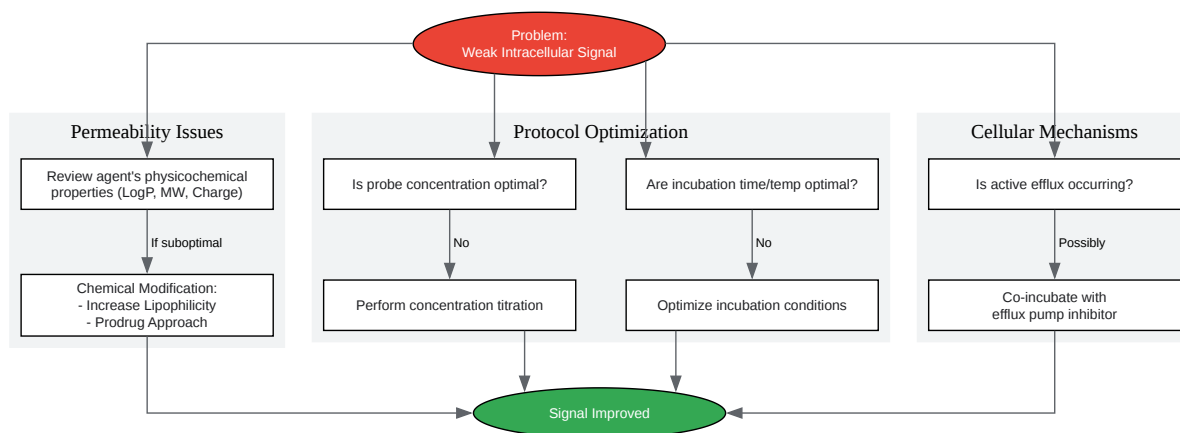 Problem:
Weak Intracellular Signal
Permeability Issues
Review agent's physicochemical
properties (LogP, MW, Charge)
If suboptimal
Chemical Modification:
- Increase Lipophilicity
- Prodrug Approach
Protocol Optimization
Is probe concentration optimal?
No
Perform concentration titration
Are incubation time/temp optimal?
No
Optimize incubation conditions
Cellular Mechanisms
Is active efflux occurring?
Possibly
Co-incubate with
efflux pump inhibitor
Signal Improved